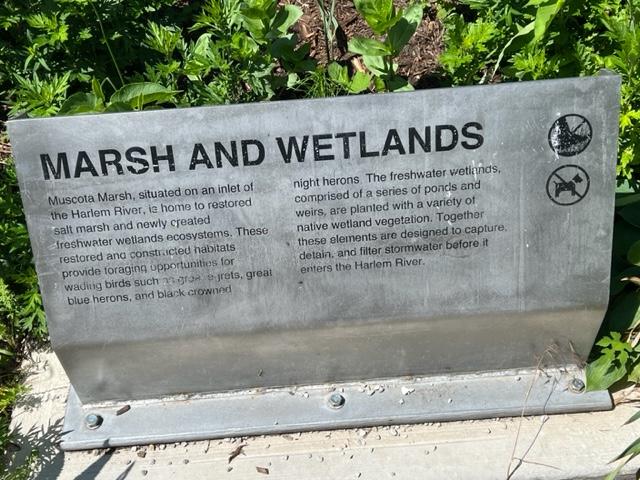 MARSH AND WETLANDS
Muscota Marsh, situated on an inlet of
the Harlem River, is home to restored
salt marsh and newly created
freshwater wetlands ecosystems. These
restored and constructed habitats
provide foraging opportunities for
wading birds such as great egrets, great
blue herons, and black crowned
night herons. The freshwater wetlands,
comprised of a series of ponds and
weirs, are planted with a variety of
native wetland vegetation. Together
these elements are designed to capture,
detain, and filter stormwater before it
enters the Harlem River.